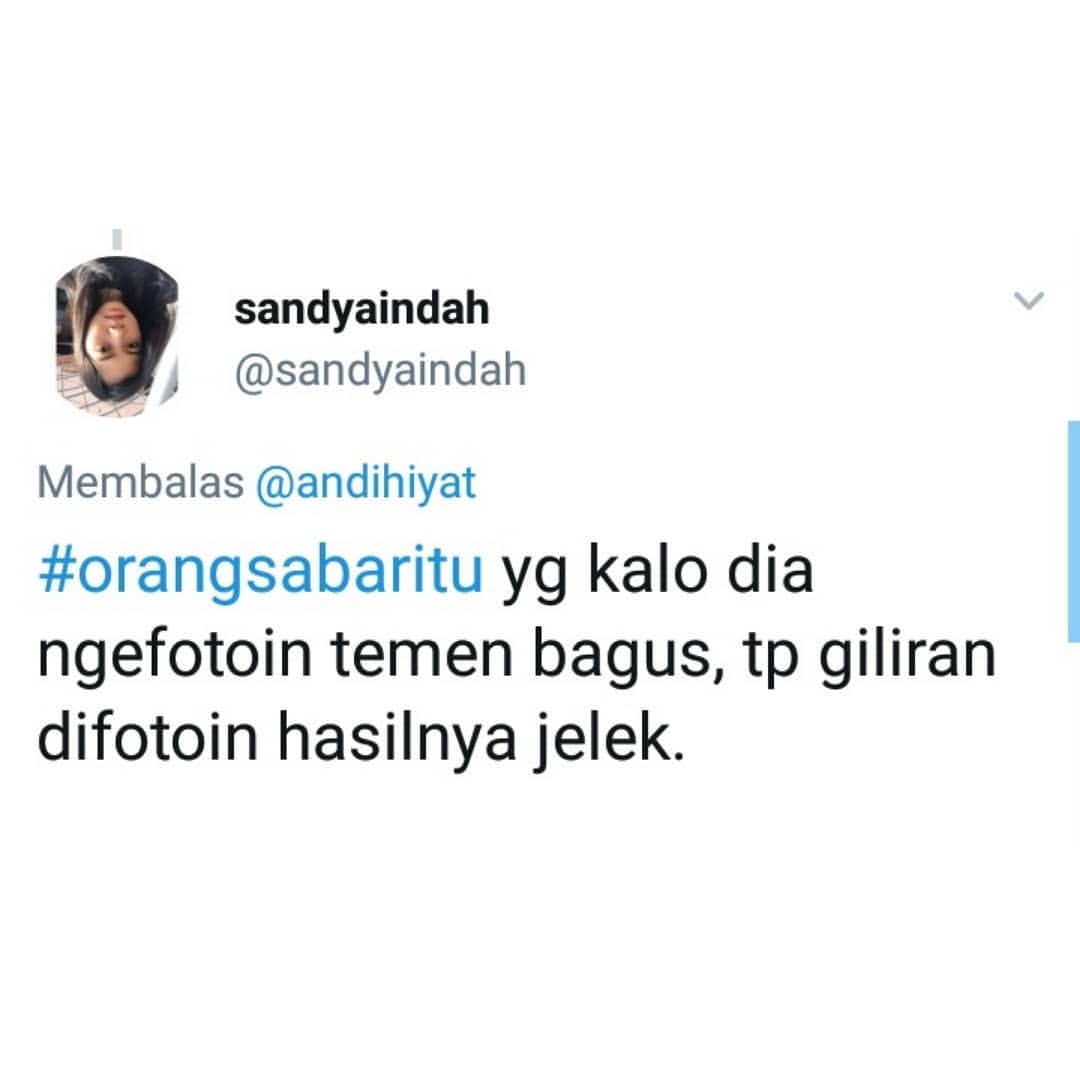 sandyaindah
@sandyaindah
Membalas @andihiyat
#orangsabaritu yg kalo dia
ngefotoin temen bagus, tp giliran
difotoin hasilnya jelek.